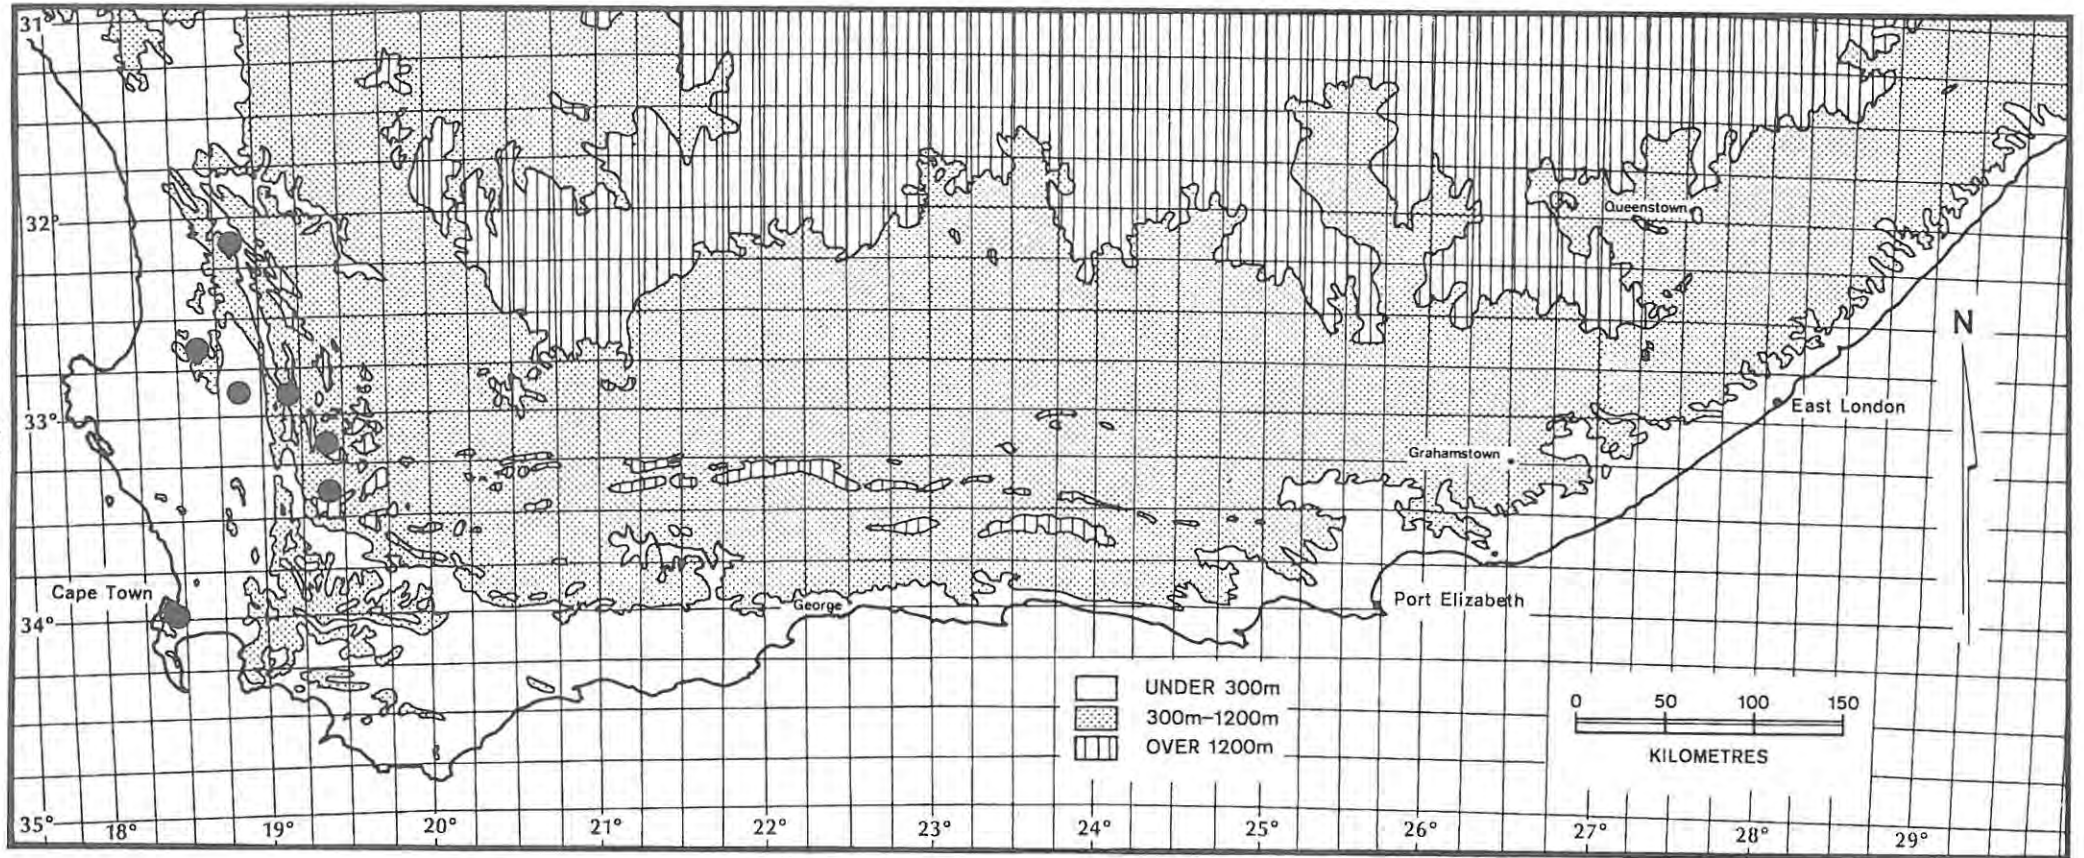 31
32°
Queenstown
N
33°
East London
Grahamstown
Cape Town
George
Port Elizabeth
34°
UNDER 300m
300m–1200m
OVER 1200m
0 50 100 150
KILOMETRES
35°
18° 19° 20° 21° 22° 23° 24° 25° 26° 27° 28° 29°